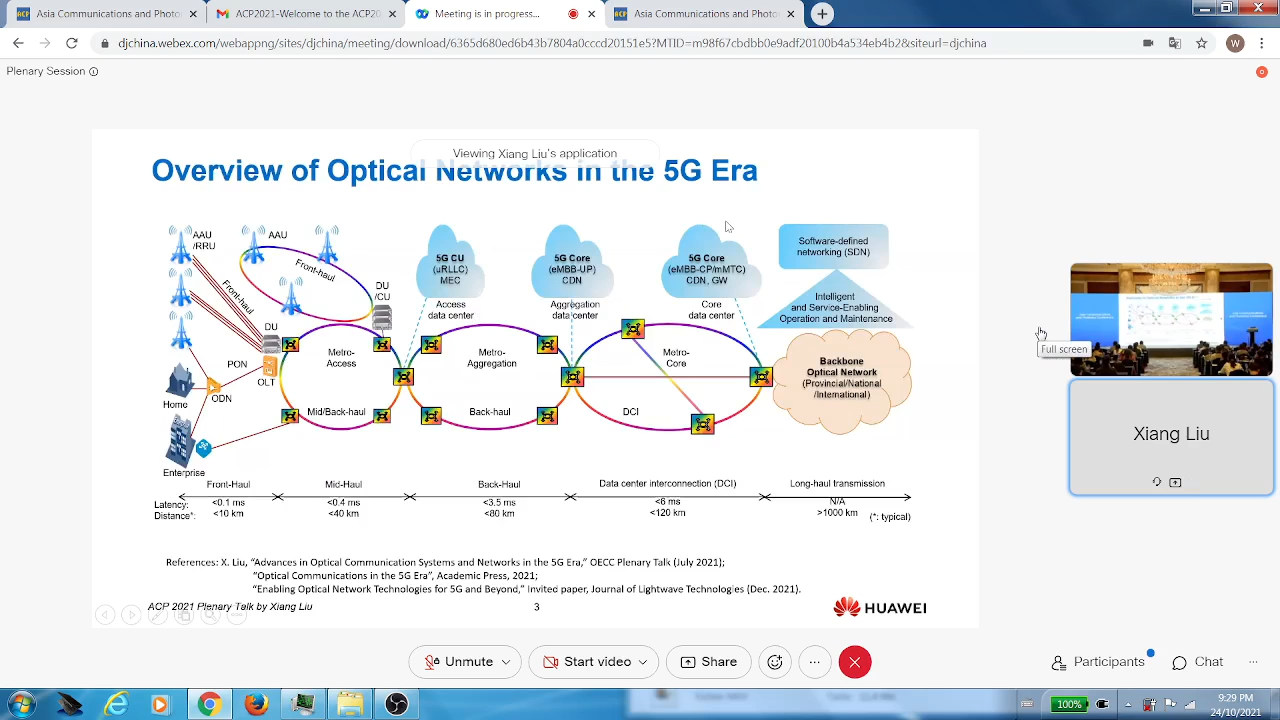 Asia Communications and Photo
ACP2021-Welcome to the ACP20
Meeting is in progress...
Asia Communications and Photo
djchina.webex.com/webappng/sites/djchina/meeting/download/6365d680ee6b43f7804a0cccd20151e5?MTID=m98f67cbdbb0e9adf20100b4a534eb4b2&siteurl=djchina
W
Plenary Session
Viewing Xiang Liu's application
Overview of Optical Networks in the 5G Era
AAU
/RRU
AAU
Front-haul
Front-haul
DU
/CU
DU
PON
OLT
ODN
Home
Enterprise
5G CU
(uRLLC)
MEC
5G Core
(eMBB-UP)
CDN
5G Core
(eMBB-CP/mMTC)
CDN, GW
Software-defined
networking (SDN)
Access
data center
Aggregation
data center
Core
data center
Intelligent
and Service-Enabling
Operation and Maintenance
Metro-
Access
Metro-
Aggregation
Metro-
Core
Backbone
Optical Network
(Provincial/National
/International)
Mid/Back-haul
Back-haul
DCI
Front-Haul
Mid-Haul
Back-Haul
Data center interconnection (DCI)
Long-haul transmission
Latency: <0.1 ms <0.4 ms <3.5 ms <6 ms N/A
Distance*: <10 km <40 km <80 km <120 km >1000 km (*: typical)
References: X. Liu, “Advances in Optical Communication Systems and Networks in the 5G Era,” OECC Plenary Talk (July 2021);
“Optical Communications in the 5G Era”, Academic Press, 2021;
“Enabling Optical Network Technologies for 5G and Beyond,” Invited paper, Journal of Lightwave Technologies (Dec. 2021).
ACP 2021 Plenary Talk by Xiang Liu
3
HUAWEI
Full screen
Xiang Liu
Unmute
Start video
Share
Participants
Chat
100%
9:29 PM
24/10/2021